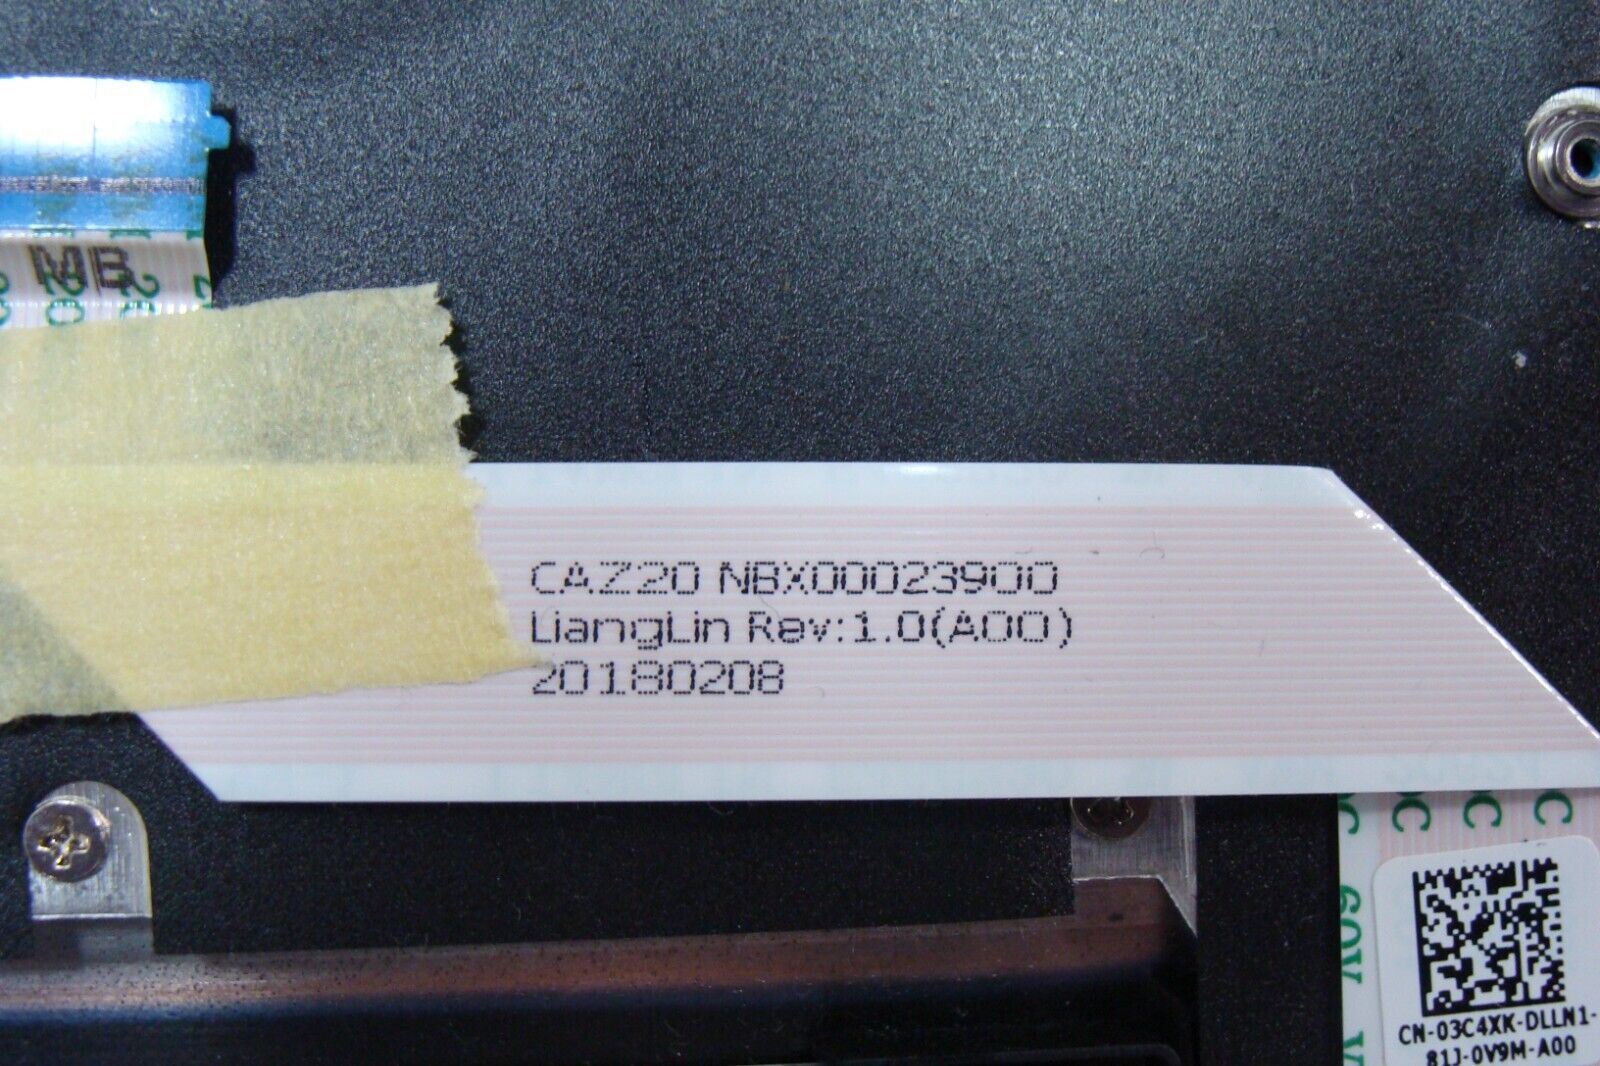 MB
CAZ20 NBX00023900
LiangLin Rev:1.0(A00)
20180208
CN-03C4XK-DLLN1-
81J-0V9M-A00